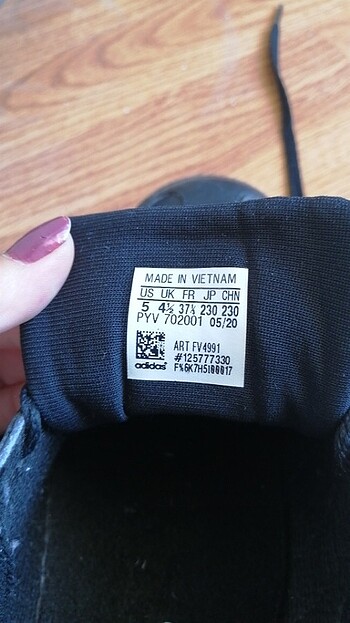 MADE IN VIETNAM
US UK FR JP CHN
5 4½ 37⅓ 230 230
PYV 702001 05/20
ART FV4991
#125777330
adidas® F%6K7H5100017